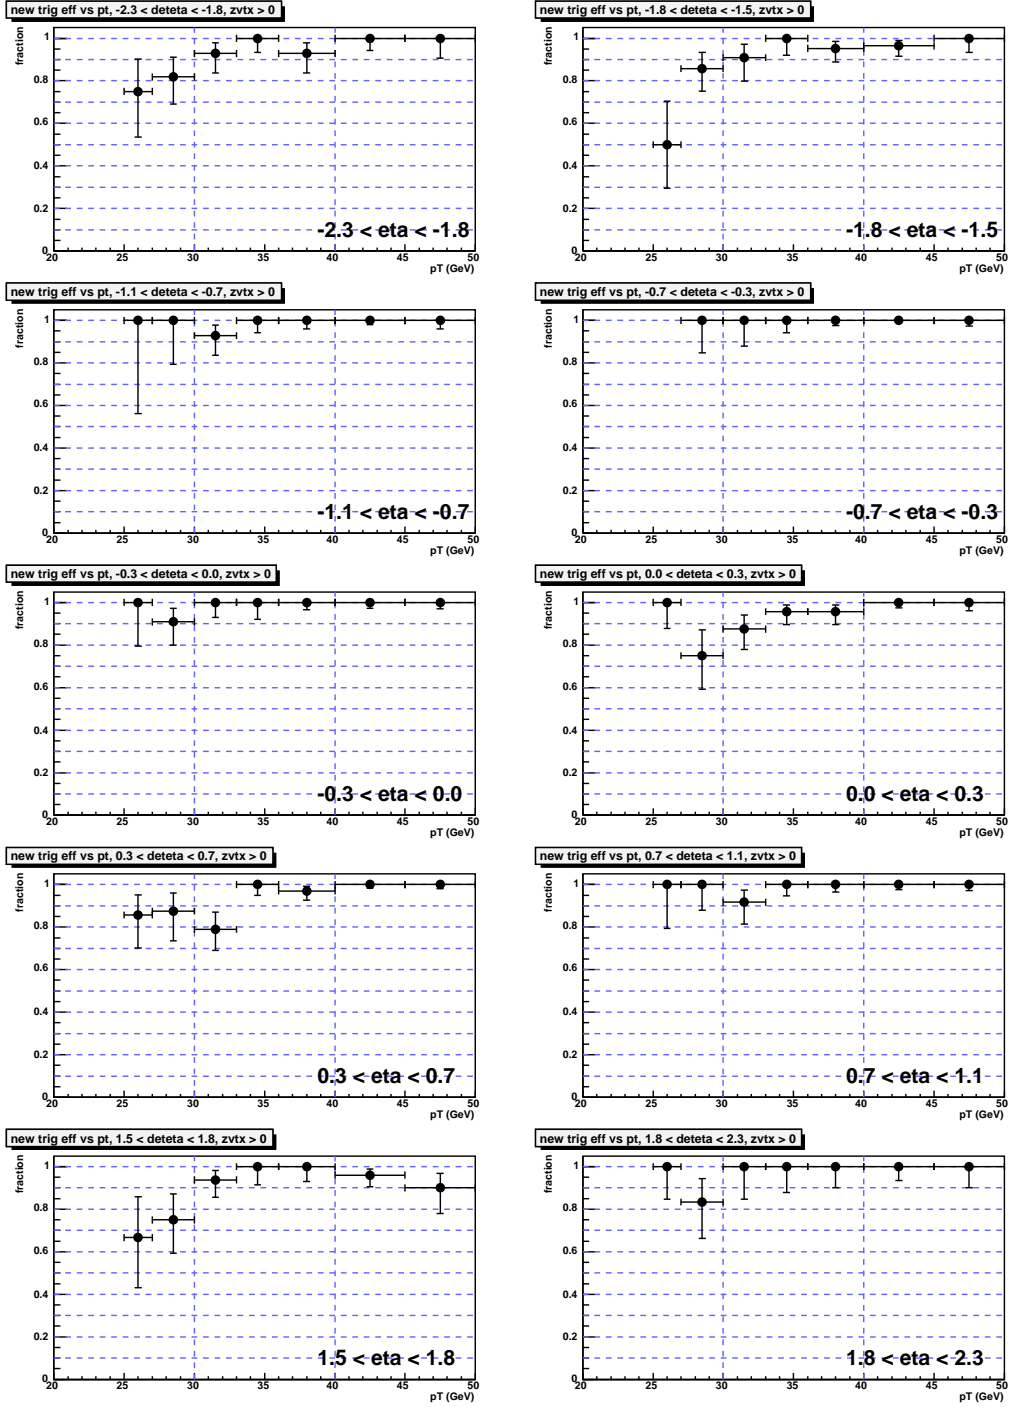 new trig eff vs pt, -2.3 < deteta < -1.8, zvtx > 0
fraction
1
0.8
0.6
0.4
0.2
0
20 25 30 35 40 45 50
pT (GeV)
-2.3 < eta < -1.8
new trig eff vs pt, -1.8 < deteta < -1.5, zvtx > 0
fraction
1
0.8
0.6
0.4
0.2
0
20 25 30 35 40 45 50
pT (GeV)
-1.8 < eta < -1.5
new trig eff vs pt, -1.1 < deteta < -0.7, zvtx > 0
fraction
1
0.8
0.6
0.4
0.2
0
20 25 30 35 40 45 50
pT (GeV)
-1.1 < eta < -0.7
new trig eff vs pt, -0.7 < deteta < -0.3, zvtx > 0
fraction
1
0.8
0.6
0.4
0.2
0
20 25 30 35 40 45 50
pT (GeV)
-0.7 < eta < -0.3
new trig eff vs pt, -0.3 < deteta < 0.0, zvtx > 0
fraction
1
0.8
0.6
0.4
0.2
0
20 25 30 35 40 45 50
pT (GeV)
-0.3 < eta < 0.0
new trig eff vs pt, 0.0 < deteta < 0.3, zvtx > 0
fraction
1
0.8
0.6
0.4
0.2
0
20 25 30 35 40 45 50
pT (GeV)
0.0 < eta < 0.3
new trig eff vs pt, 0.3 < deteta < 0.7, zvtx > 0
fraction
1
0.8
0.6
0.4
0.2
0
20 25 30 35 40 45 50
pT (GeV)
0.3 < eta < 0.7
new trig eff vs pt, 0.7 < deteta < 1.1, zvtx > 0
fraction
1
0.8
0.6
0.4
0.2
0
20 25 30 35 40 45 50
pT (GeV)
0.7 < eta < 1.1
new trig eff vs pt, 1.5 < deteta < 1.8, zvtx > 0
fraction
1
0.8
0.6
0.4
0.2
0
20 25 30 35 40 45 50
pT (GeV)
1.5 < eta < 1.8
new trig eff vs pt, 1.8 < deteta < 2.3, zvtx > 0
fraction
1
0.8
0.6
0.4
0.2
0
20 25 30 35 40 45 50
pT (GeV)
1.8 < eta < 2.3